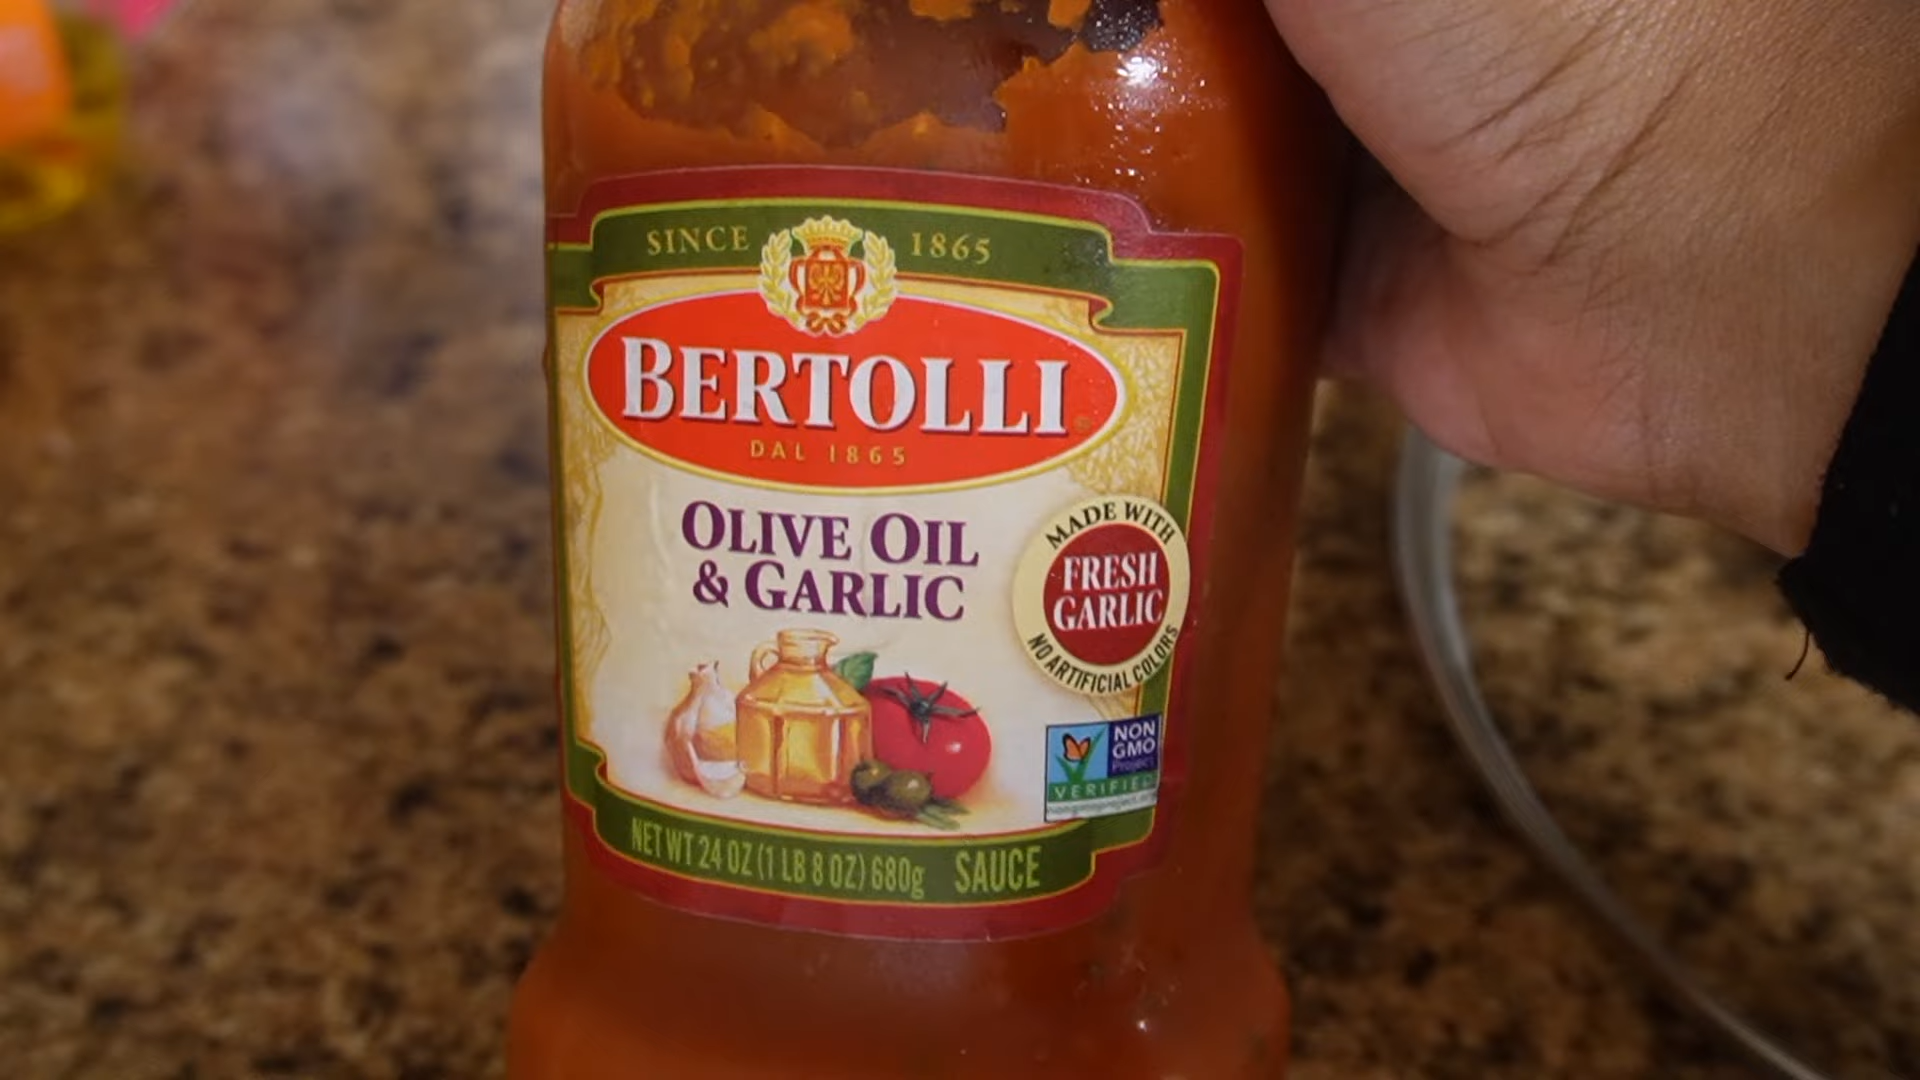 SINCE 1865
BERTOLLI
DAL 1865
OLIVE OIL
& GARLIC
MADE WITH
FRESH
GARLIC
NO ARTIFICIAL COLORS
NON
GMO
Project
VERIFIED
NET WT 24 OZ (1 LB 8 OZ) 680g SAUCE